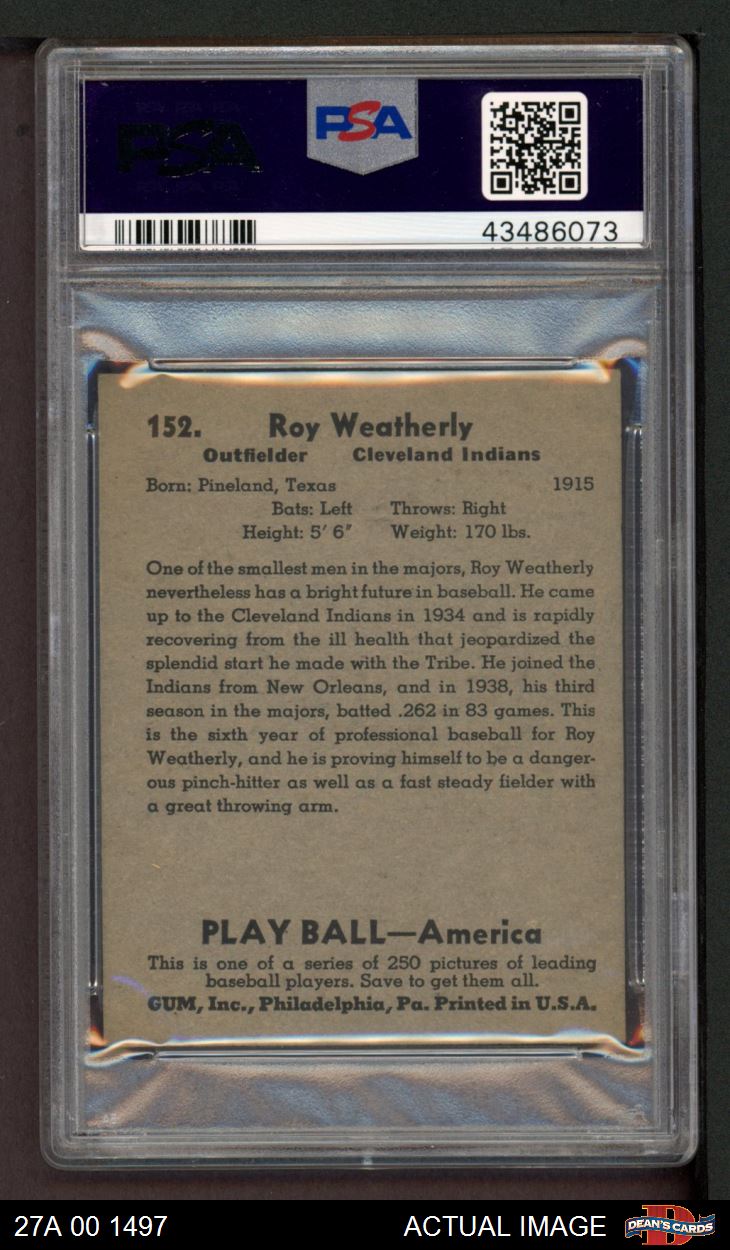 PSA
PSA
43486073
152. Roy Weatherly
Outfielder Cleveland Indians
Born: Pineland, Texas 1915
Bats: Left Throws: Right
Height: 5′ 6″ Weight: 170 lbs.
One of the smallest men in the majors, Roy Weatherly
nevertheless has a bright future in baseball. He came
up to the Cleveland Indians in 1934 and is rapidly
recovering from the ill health that jeopardized the
splendid start he made with the Tribe. He joined the
Indians from New Orleans, and in 1938, his third
season in the majors, batted .262 in 83 games. This
is the sixth year of professional baseball for Roy
Weatherly, and he is proving himself to be a danger-
ous pinch-hitter as well as a fast steady fielder with
a great throwing arm.
PLAY BALL—America
This is one of a series of 250 pictures of leading
baseball players. Save to get them all.
GUM, Inc., Philadelphia, Pa. Printed in U.S.A.
27A 00 1497 ACTUAL IMAGE DEAN'S CARDS